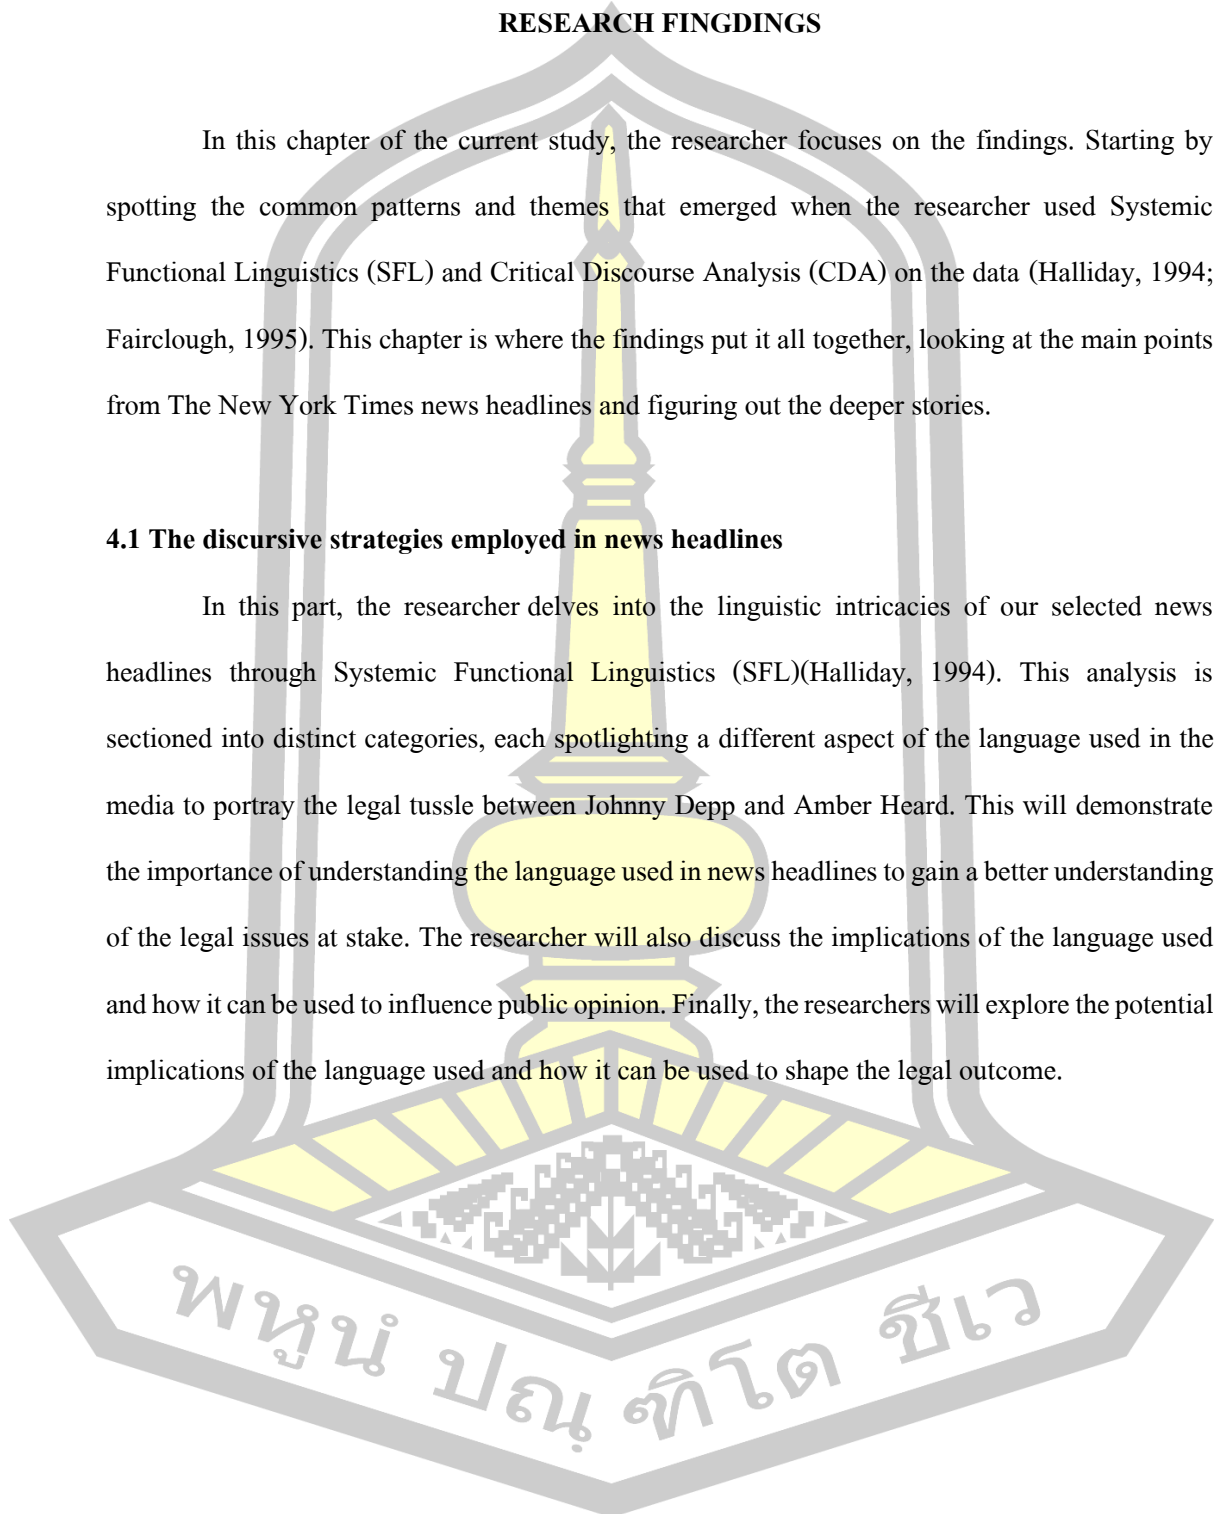 RESEARCH FINGDINGS
In this chapter of the current study, the researcher focuses on the findings. Starting by
spotting the common patterns and themes that emerged when the researcher used Systemic
Functional Linguistics (SFL) and Critical Discourse Analysis (CDA) on the data (Halliday, 1994;
Fairclough, 1995). This chapter is where the findings put it all together, looking at the main points
from The New York Times news headlines and figuring out the deeper stories.
4.1 The discursive strategies employed in news headlines
In this part, the researcher delves into the linguistic intricacies of our selected news
headlines through Systemic Functional Linguistics (SFL)(Halliday, 1994). This analysis is
sectioned into distinct categories, each spotlighting a different aspect of the language used in the
media to portray the legal tussle between Johnny Depp and Amber Heard. This will demonstrate
the importance of understanding the language used in news headlines to gain a better understanding
of the legal issues at stake. The researcher will also discuss the implications of the language used
and how it can be used to influence public opinion. Finally, the researchers will explore the potential
implications of the language used and how it can be used to shape the legal outcome.
พหูนํ ปณฺฑิโต ชีเว